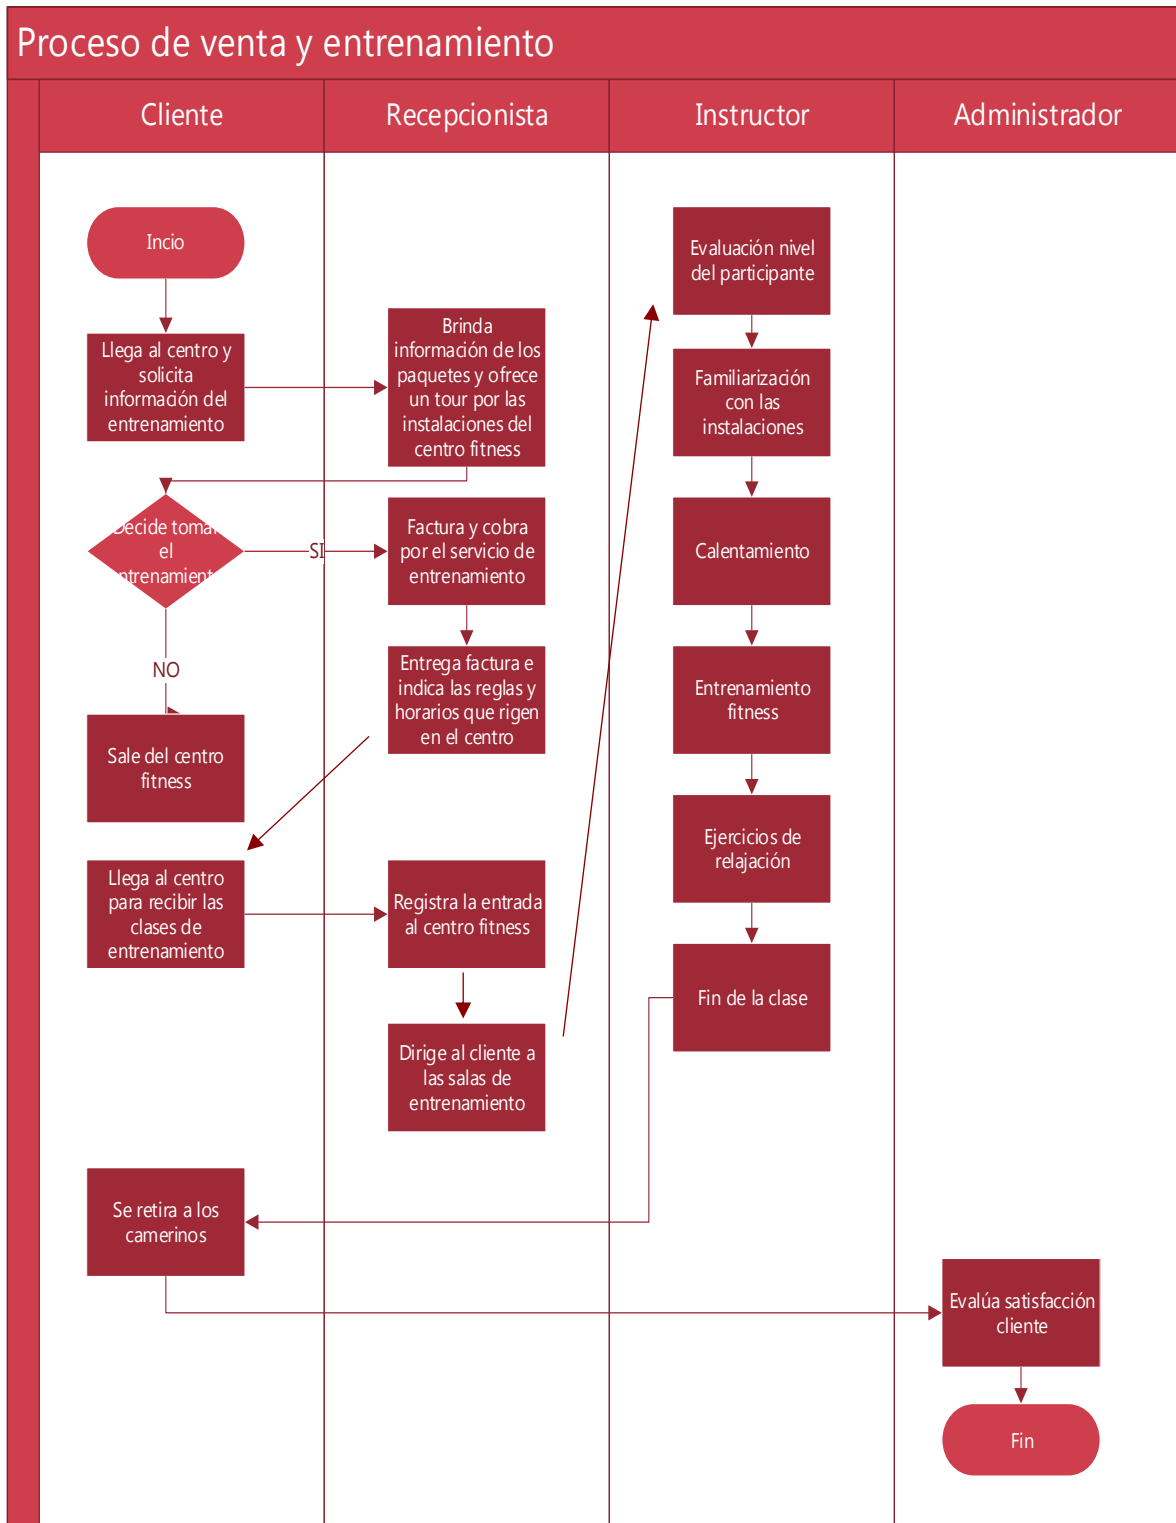 Proceso de venta y entrenamiento
Cliente
Recepcionista
Instructor
Administrador
Incio
Llega al centro y
solicita
información del
entrenamiento
Brinda
información de los
paquetes y ofrece
un tour por las
instalaciones del
centro fitness
Decide tomar
el
entrenamiento
SI
NO
Factura y cobra
por el servicio de
entrenamiento
Entrega factura e
indica las reglas y
horarios que rigen
en el centro
Sale del centro
fitness
Llega al centro
para recibir las
clases de
entrenamiento
Registra la entrada
al centro fitness
Dirige al cliente a
las salas de
entrenamiento
Evaluación nivel
del participante
Familiarización
con las
instalaciones
Calentamiento
Entrenamiento
fitness
Ejercicios de
relajación
Fin de la clase
Se retira a los
camerinos
Evalúa satisfacción
cliente
Fin